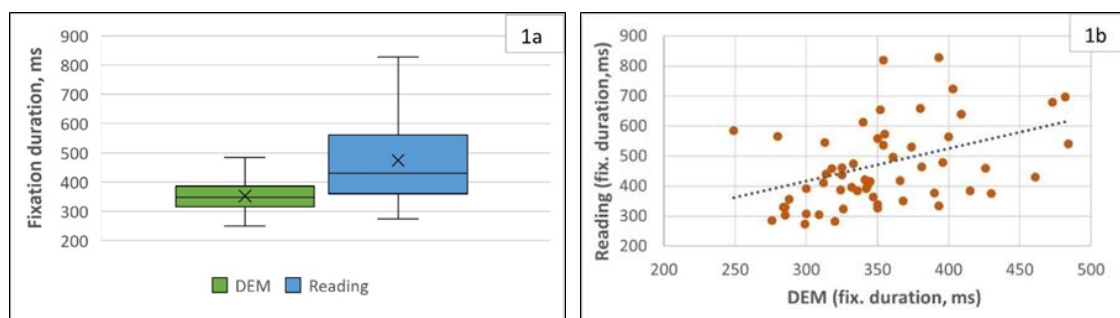 1a
Fixation duration, ms
900
800
700
600
500
400
300
200
DEM Reading
1b
Reading (fix. duration,ms)
900
800
700
600
500
400
300
200
200 250 300 350 400 450 500
DEM (fix. duration, ms)